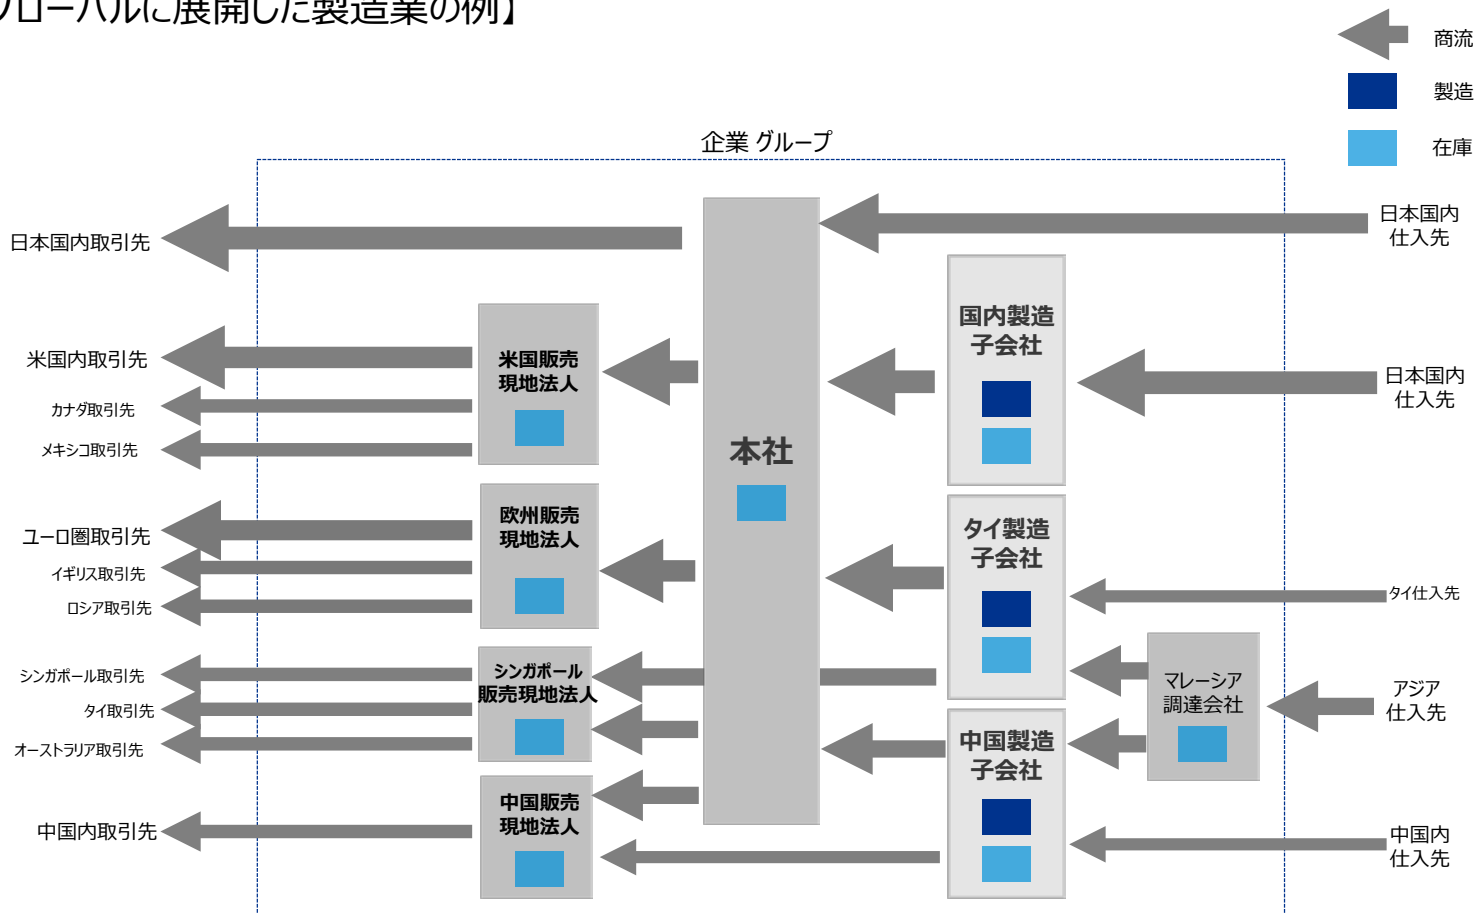 グローバルに展開した製造業の例】
商流
製造
在庫
企業 グループ
日本国内取引先
米国内取引先
カナダ取引先
メキシコ取引先
ユーロ圏取引先
イギリス取引先
ロシア取引先
シンガポール取引先
タイ取引先
オーストラリア取引先
中国内取引先
米国販売
現地法人
欧州販売
現地法人
シンガポール
販売現地法人
中国販売
現地法人
本社
国内製造
子会社
タイ製造
子会社
中国製造
子会社
マレーシア
調達会社
日本国内
仕入先
日本国内
仕入先
タイ仕入先
アジア
仕入先
中国内
仕入先